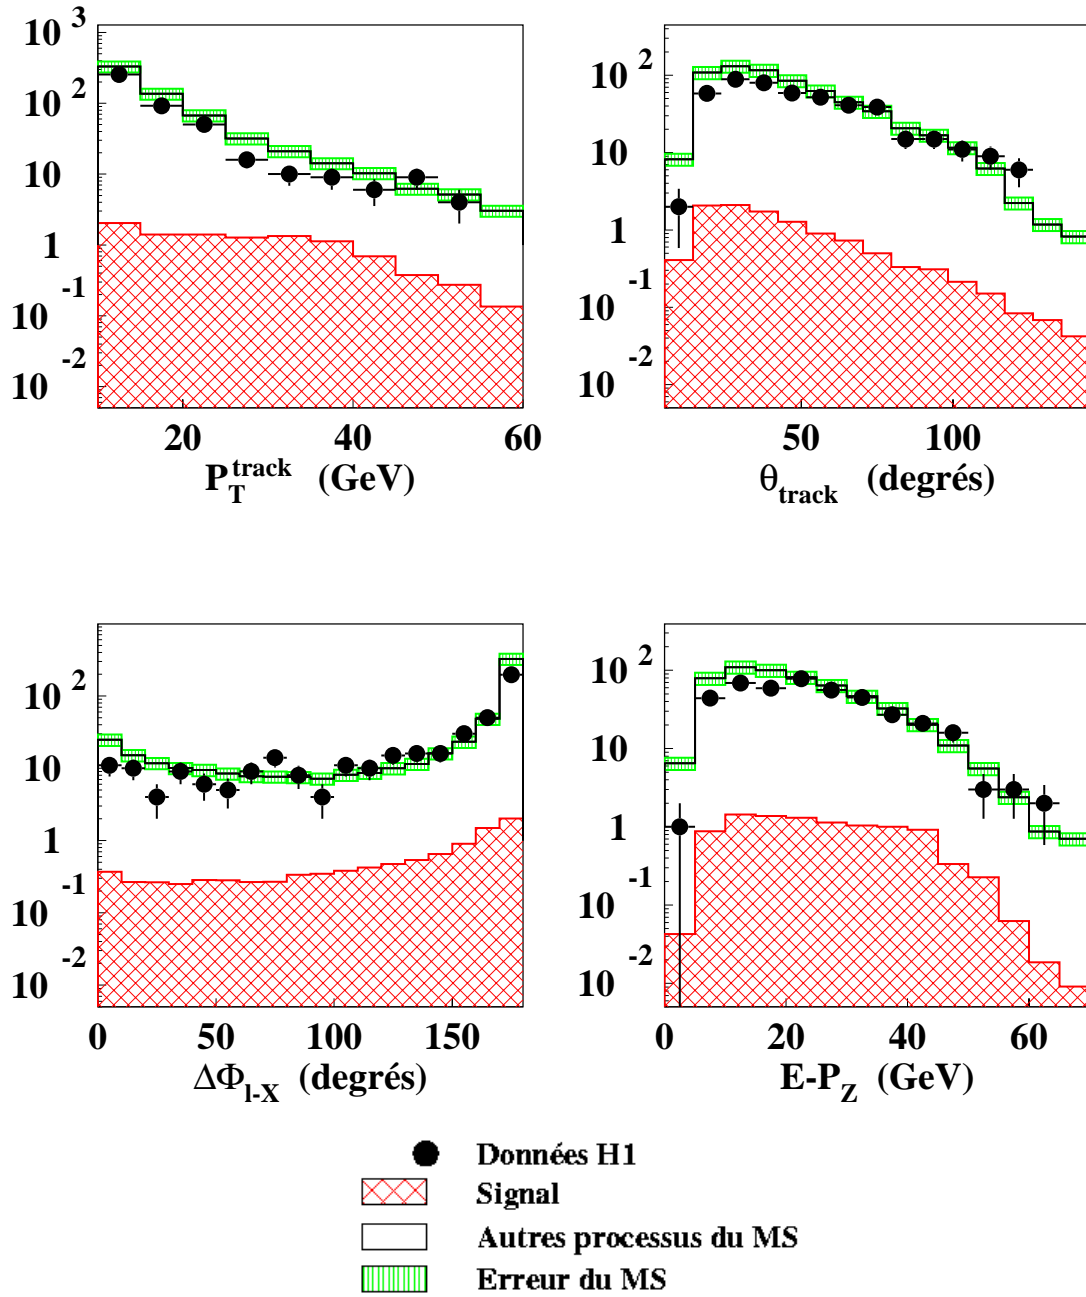 10 3
10 2
10
1
10 -1
10 -2
20 40 60
P_T^track (GeV)
10 2
10
1
10 -1
10 -2
50 100
θ_track (degrés)
10 2
10
1
10 -1
10 -2
0 50 100 150
ΔΦ_l-X (degrés)
10 2
10
1
10 -1
10 -2
0 20 40 60
E-P_Z (GeV)
Données H1
Signal
Autres processus du MS
Erreur du MS